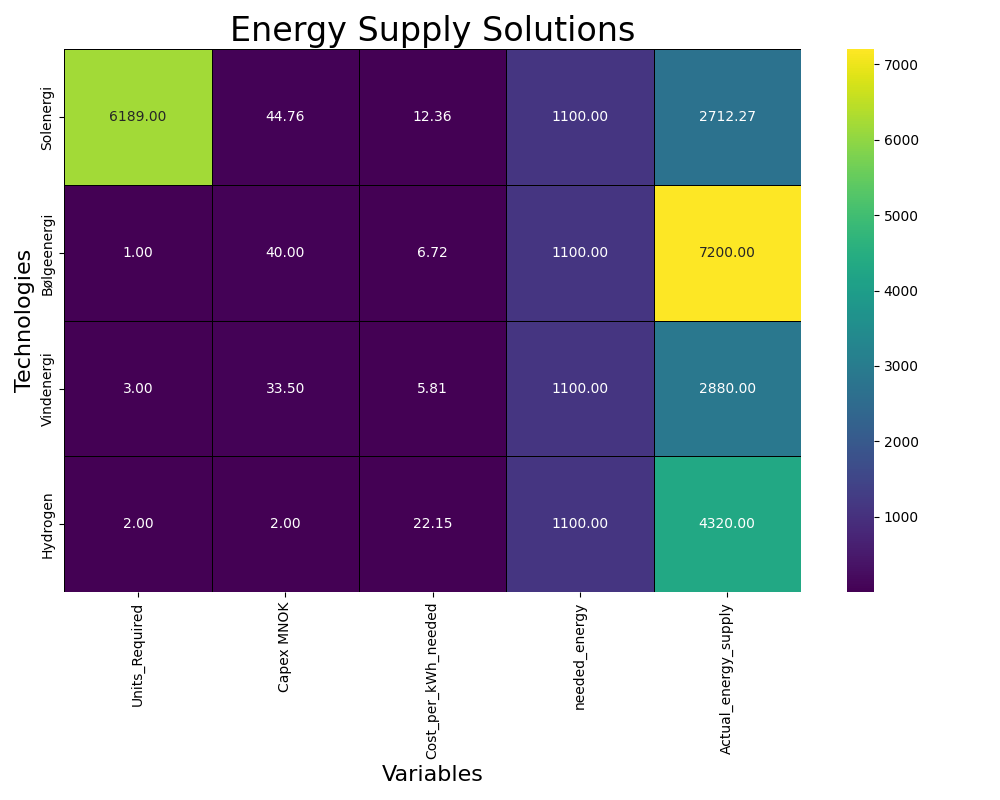 Energy Supply Solutions
Technologies
Solenergi
6189.00 44.76 12.36 1100.00 2712.27
Bølgeenergi
1.00 40.00 6.72 1100.00 7200.00
Vindenergi
3.00 33.50 5.81 1100.00 2880.00
Hydrogen
2.00 2.00 22.15 1100.00 4320.00
Units_Required
Capex MNOK
Cost_per_kWh_needed
needed_energy
Actual_energy_supply
Variables
7000
6000
5000
4000
3000
2000
1000